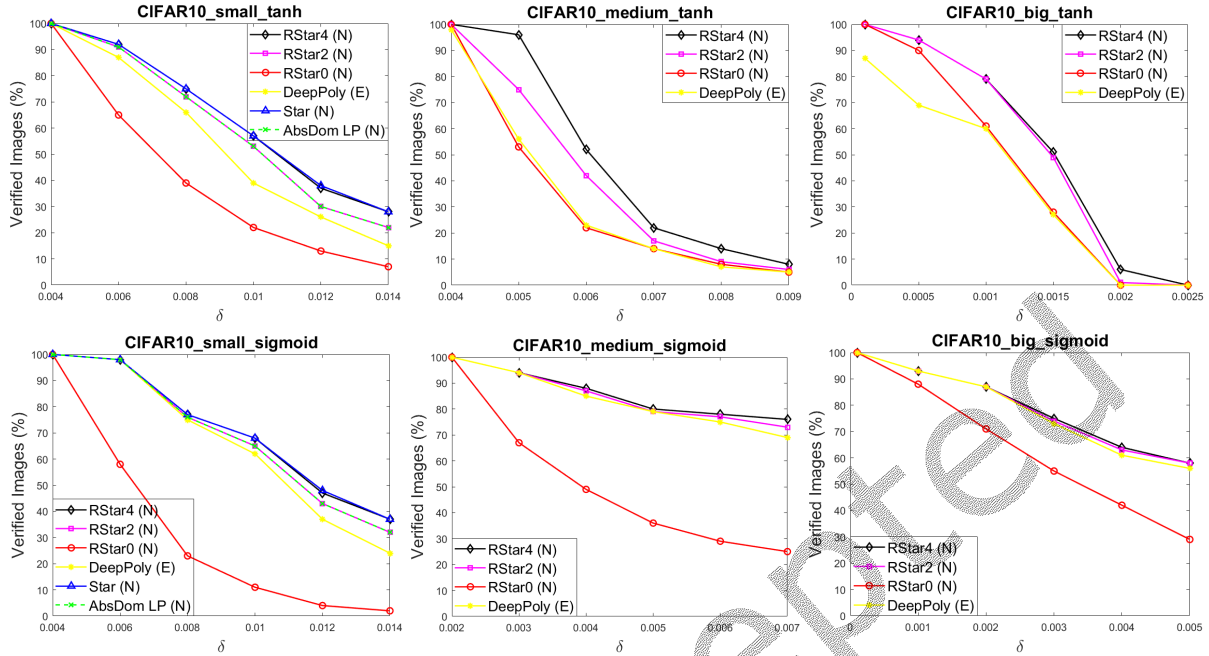 CIFAR10_small_tanh
100
90
80
70
60
50
40
30
20
10
0
Verified Images (%)
0.004 0.006 0.008 0.01 0.012 0.014
δ
RStar4 (N)
RStar2 (N)
RStar0 (N)
DeepPoly (E)
Star (N)
AbsDom LP (N)
CIFAR10_medium_tanh
100
90
80
70
60
50
40
30
20
10
0
Verified Images (%)
0.004 0.005 0.006 0.007 0.008 0.009
δ
RStar4 (N)
RStar2 (N)
RStar0 (N)
DeepPoly (E)
CIFAR10_big_tanh
100
90
80
70
60
50
40
30
20
10
0
Verified Images (%)
0 0.0005 0.001 0.0015 0.002 0.0025
δ
RStar4 (N)
RStar2 (N)
RStar0 (N)
DeepPoly (E)
CIFAR10_small_sigmoid
100
90
80
70
60
50
40
30
20
10
0
Verified Images (%)
0.004 0.006 0.008 0.01 0.012 0.014
δ
RStar4 (N)
RStar2 (N)
RStar0 (N)
DeepPoly (E)
Star (N)
AbsDom LP (N)
CIFAR10_medium_sigmoid
100
90
80
70
60
50
40
30
20
10
0
Verified Images (%)
0.002 0.003 0.004 0.005 0.006 0.007
δ
RStar4 (N)
RStar2 (N)
RStar0 (N)
DeepPoly (E)
CIFAR10_big_sigmoid
100
90
80
70
60
50
40
30
20
10
0
Verified Images (%)
0 0.001 0.002 0.003 0.004 0.005
δ
RStar4 (N)
RStar2 (N)
RStar0 (N)
DeepPoly (E)
epted